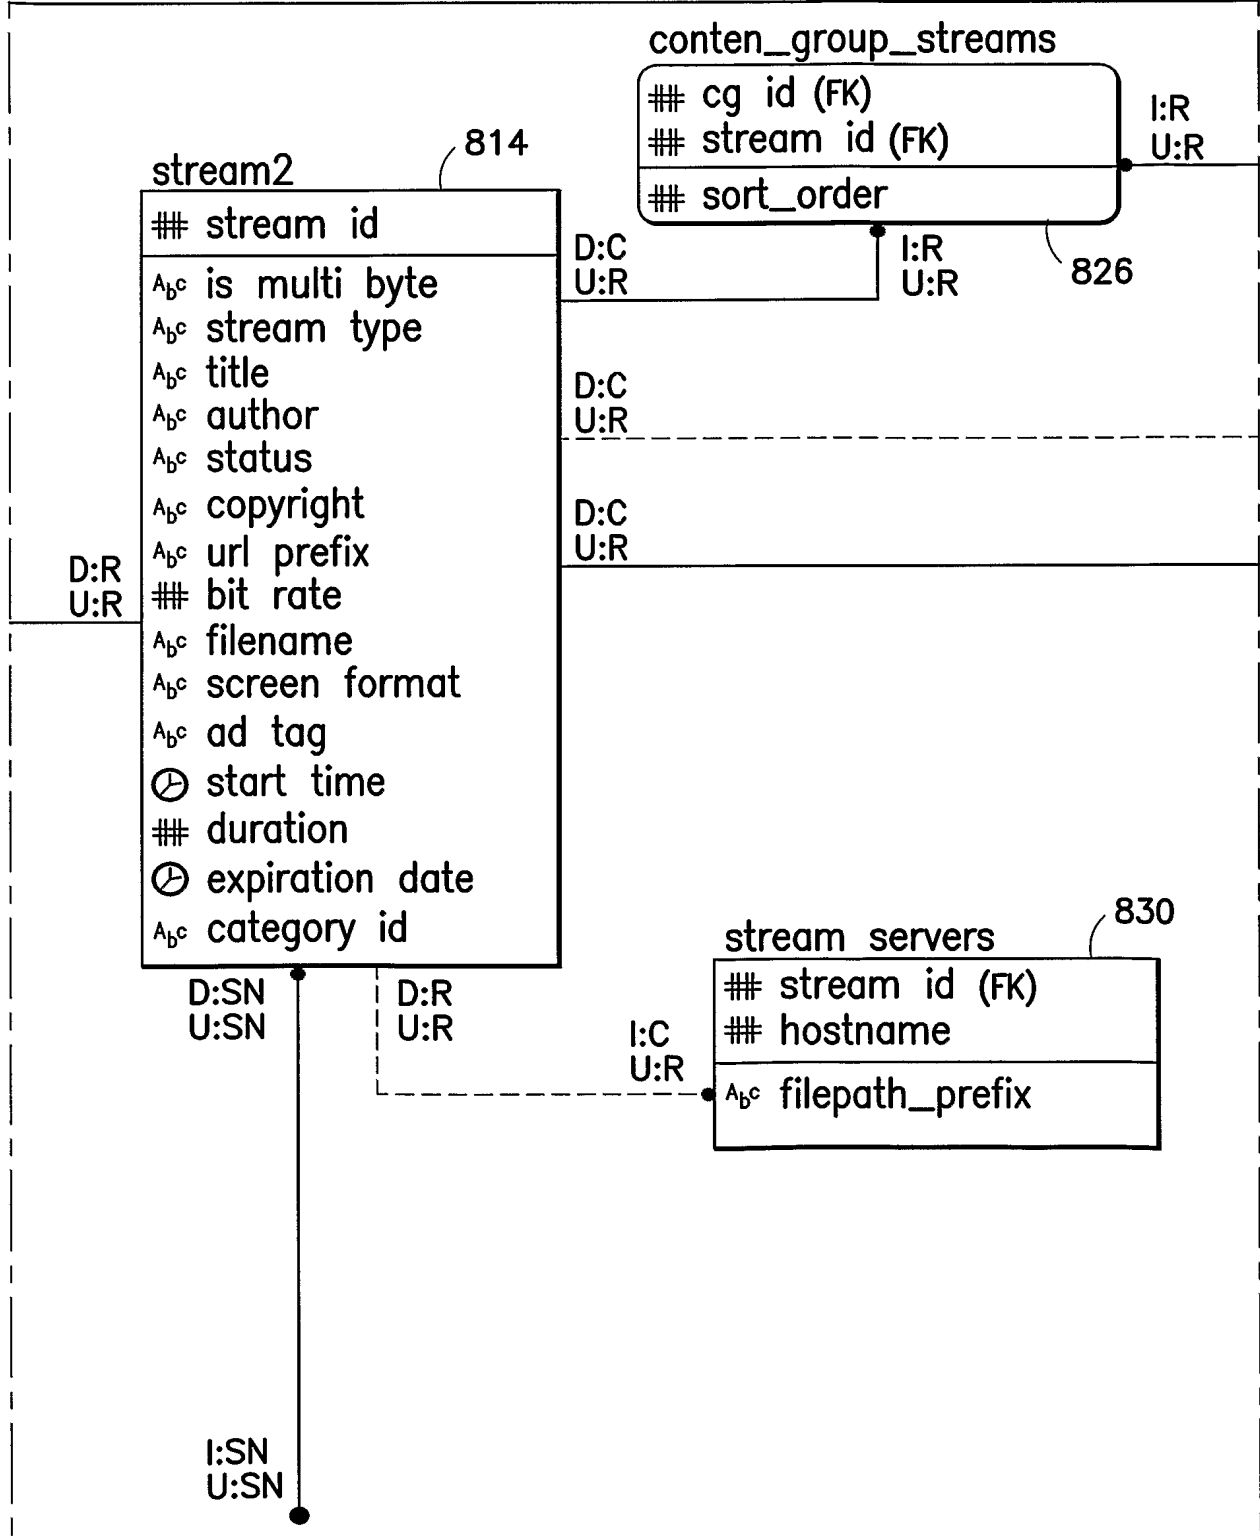 conten_group_streams
cg id (FK)
stream id (FK)
sort_order
I:R
U:R
826
814
stream2
stream id
Abc is multi byte
Abc stream type
Abc title
Abc author
Abc status
Abc copyright
Abc url prefix
bit rate
Abc filename
Abc screen format
Abc ad tag
start time
duration
expiration date
Abc category id
D:C
U:R
I:R
U:R
D:C
U:R
D:C
U:R
D:R
U:R
D:SN
U:SN
D:R
U:R
830
stream servers
stream id (FK)
hostname
Abc filepath_prefix
I:C
U:R
I:SN
U:SN